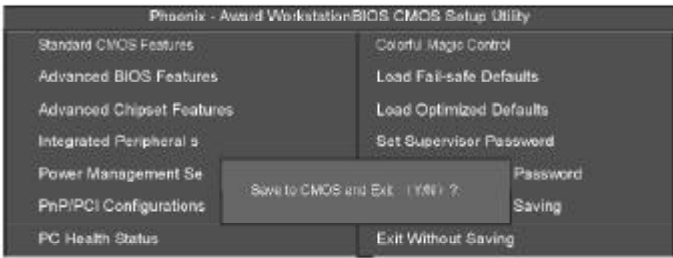 Phoenix - Award WorkstationBIOS CMOS Setup Utility
Standard CMOS Features
Advanced BIOS Features
Advanced Chipset Features
Integrated Peripheral s
Power Management Se
PnP/PCI Configurations
PC Health Status
Colorful Magic Control
Load Fail-safe Defaults
Load Optimized Defaults
Set Supervisor Password
Password
Saving
Exit Without Saving
Save to CMOS and Exit (Y/N) ?